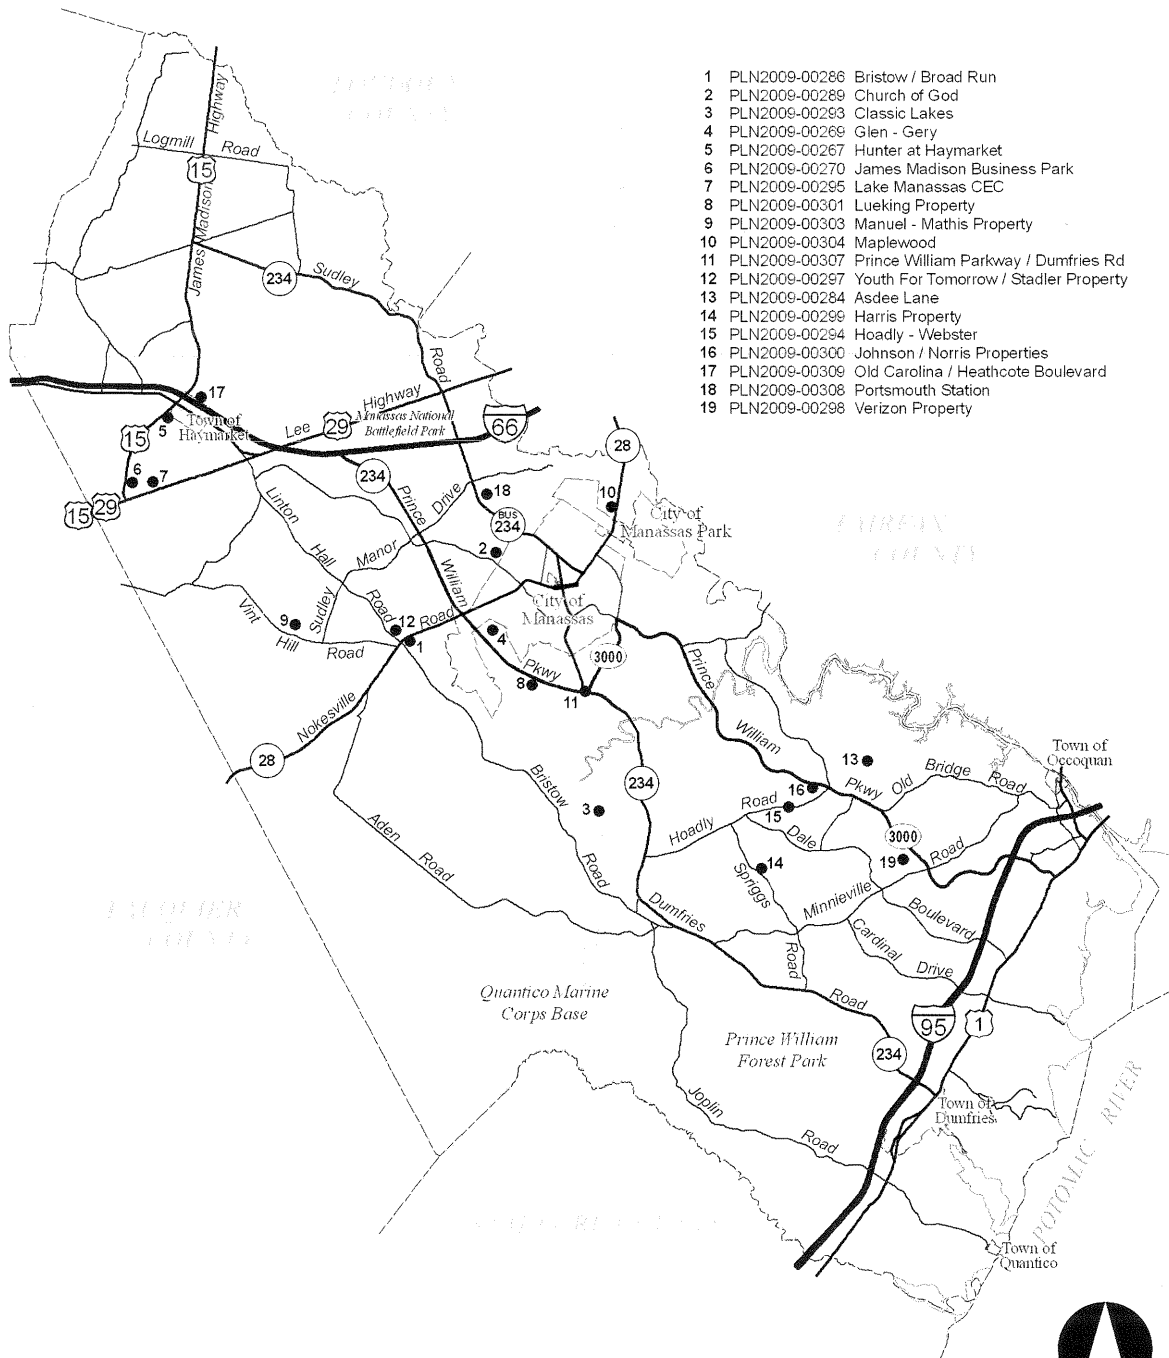 1 PLN2009-00286 Bristow / Broad Run
2 PLN2009-00289 Church of God
3 PLN2009-00293 Classic Lakes
4 PLN2009-00269 Glen - Gery
5 PLN2009-00267 Hunter at Haymarket
6 PLN2009-00270 James Madison Business Park
7 PLN2009-00295 Lake Manassas CEC
8 PLN2009-00301 Lueking Property
9 PLN2009-00303 Manuel - Mathis Property
10 PLN2009-00304 Maplewood
11 PLN2009-00307 Prince William Parkway / Dumfries Rd
12 PLN2009-00297 Youth For Tomorrow / Stadler Property
13 PLN2009-00284 Asdee Lane
14 PLN2009-00299 Harris Property
15 PLN2009-00294 Hoadly - Webster
16 PLN2009-00300 Johnson / Norris Properties
17 PLN2009-00309 Old Carolina / Heathcote Boulevard
18 PLN2009-00308 Portsmouth Station
19 PLN2009-00298 Verizon Property
COUNTY
Logmill Road
15
James Madison Highway
234
Sudley Road
17
Town of
Haymarket
5
15
Lee Highway
29
Manassas National
Battlefield Park
66
28
6
7
15
29
234
18
10
BUS
234
City of
Manassas Park
FAIRFAX
COUNTY
Linton Hall Road
Sudley Manor Drive
Prince William Pkwy
2
City of
Manassas
9
Vint Hill Road
12
1
4
3000
8
11
Nokesville Road
28
Prince William Pkwy
13
Town of
Occoquan
Old Bridge Road
Bristow Road
234
3
16
15
Hoadly Road
Dale Boulevard
3000
19
14
Spriggs Road
Minnieville Road
Aden Road
FAUQUIER
COUNTY
Dumfries Road
Cardinal Drive
Quantico Marine
Corps Base
Prince William
Forest Park
95
1
234
Town of
Dumfries
Joplin Road
POTOMAC RIVER
Town of
Quantico